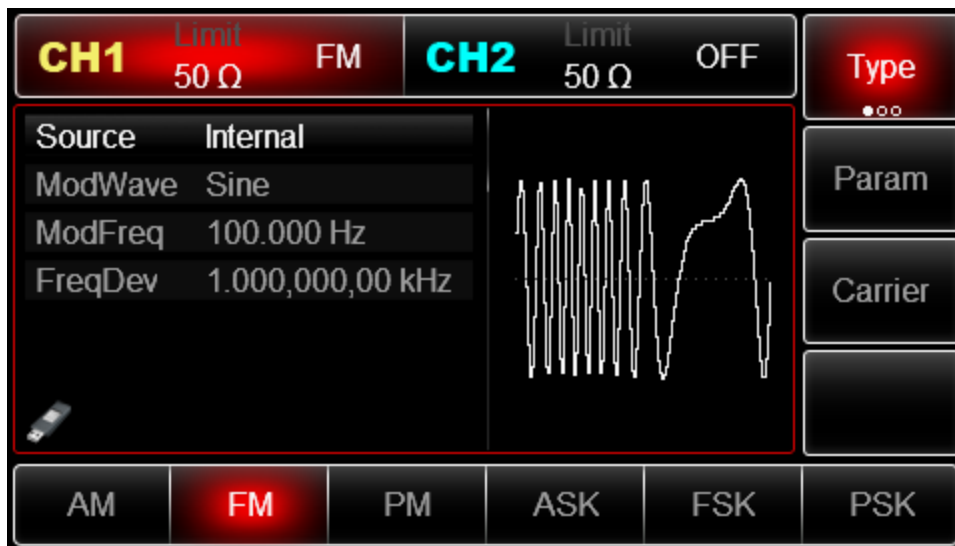 CH1 Limit 50 Ω FM
CH2 Limit 50 Ω OFF
Type
Source Internal
ModWave Sine
ModFreq 100.000 Hz
FreqDev 1.000,000,00 kHz
Param
Carrier
AM FM PM ASK FSK PSK